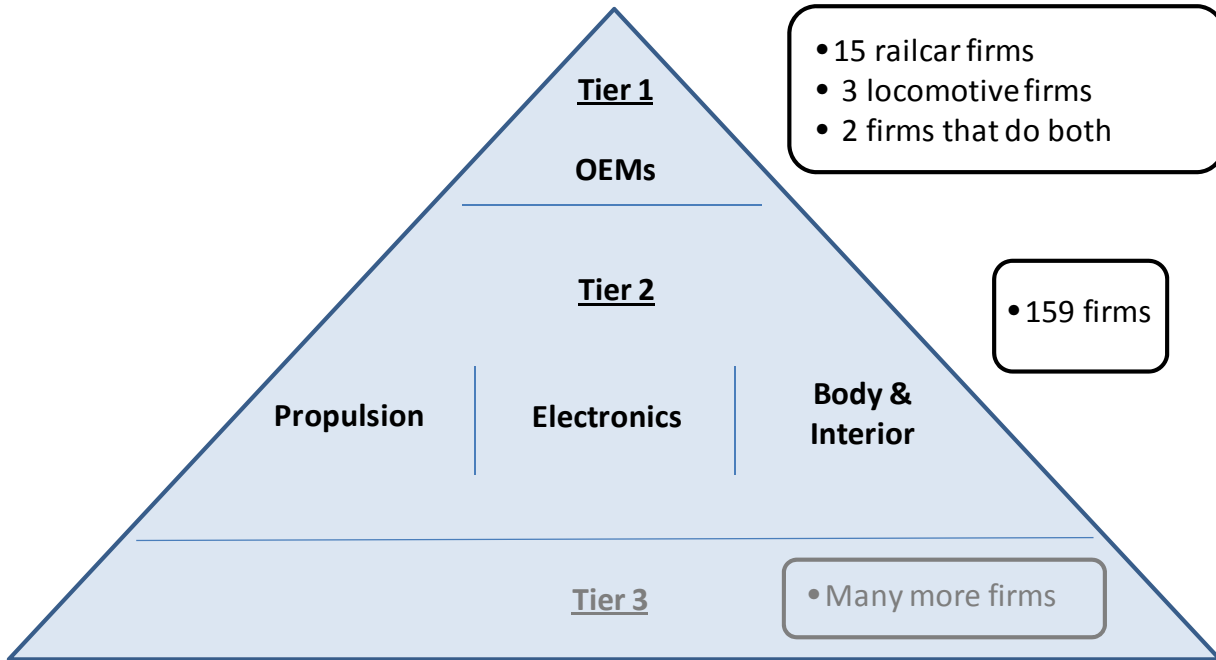 Tier 1
OEMs
• 15 railcar firms
• 3 locomotive firms
• 2 firms that do both
Tier 2
• 159 firms
Propulsion
Electronics
Body &
Interior
Tier 3
• Many more firms